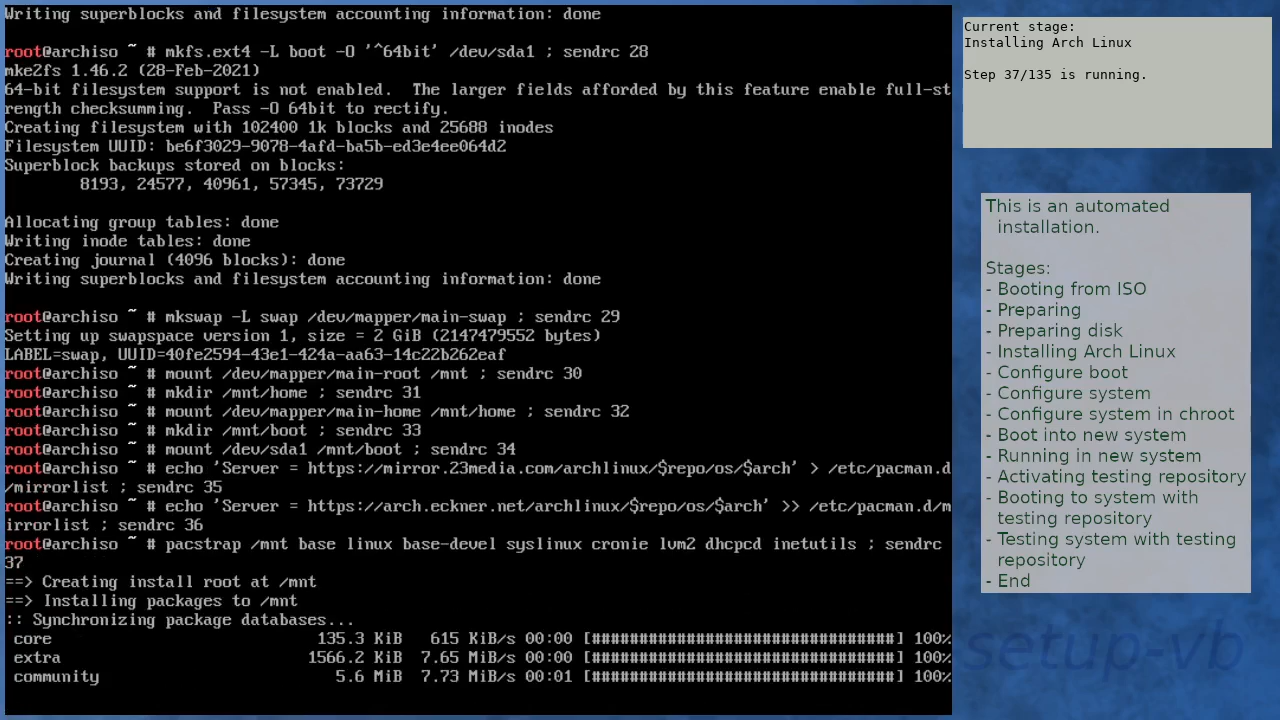 Writing superblocks and filesystem accounting information: done
root@archiso ~ # mkfs.ext4 -L boot -O '^64bit' /dev/sda1 ; sendrc 28
mke2fs 1.46.2 (28-Feb-2021)
64-bit filesystem support is not enabled.  The larger fields afforded by this feature enable full-st
rength checksumming.  Pass -O 64bit to rectify.
Creating filesystem with 102400 1k blocks and 25688 inodes
Filesystem UUID: be6f3029-9078-4afd-ba5b-ed3e4ee064d2
Superblock backups stored on blocks:
        8193, 24577, 40961, 57345, 73729
Allocating group tables: done
Writing inode tables: done
Creating journal (4096 blocks): done
Writing superblocks and filesystem accounting information: done
root@archiso ~ # mkswap -L swap /dev/mapper/main-swap ; sendrc 29
Setting up swapspace version 1, size = 2 GiB (2147479552 bytes)
LABEL=swap, UUID=40fe2594-43e1-424a-aa63-14c22b262eaf
root@archiso ~ # mount /dev/mapper/main-root /mnt ; sendrc 30
root@archiso ~ # mkdir /mnt/home ; sendrc 31
root@archiso ~ # mount /dev/mapper/main-home /mnt/home ; sendrc 32
root@archiso ~ # mkdir /mnt/boot ; sendrc 33
root@archiso ~ # mount /dev/sda1 /mnt/boot ; sendrc 34
root@archiso ~ # echo 'Server = https://mirror.23media.com/archlinux/$repo/os/$arch' > /etc/pacman.d
/mirrorlist ; sendrc 35
root@archiso ~ # echo 'Server = https://arch.eckner.net/archlinux/$repo/os/$arch' >> /etc/pacman.d/m
irrorlist ; sendrc 36
root@archiso ~ # pacstrap /mnt base linux base-devel syslinux cronie lvm2 dhcpcd inetutils ; sendrc
37
==> Creating install root at /mnt
==> Installing packages to /mnt
:: Synchronizing package databases...
 core                            135.3 KiB   615 KiB/s 00:00 [################################] 100%
 extra                          1566.2 KiB  7.65 MiB/s 00:00 [################################] 100%
 community                         5.6 MiB  7.73 MiB/s 00:01 [################################] 100%
Current stage:
Installing Arch Linux
Step 37/135 is running.
This is an automated
installation.
Stages:
- Booting from ISO
- Preparing
- Preparing disk
- Installing Arch Linux
- Configure boot
- Configure system
- Configure system in chroot
- Boot into new system
- Running in new system
- Activating testing repository
- Booting to system with
testing repository
- Testing system with testing
repository
- End
setup-vb